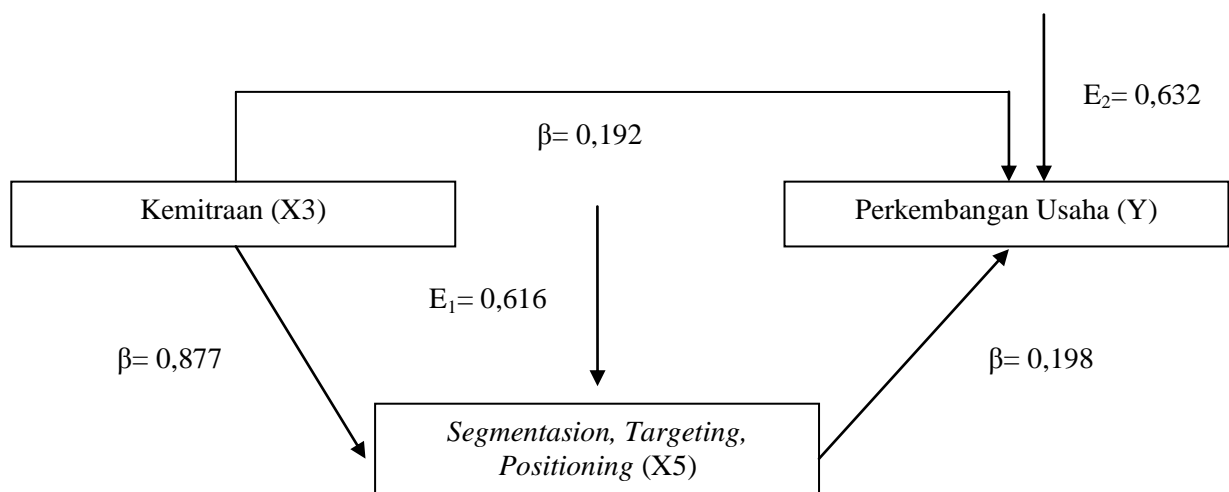 E₂= 0,632
β= 0,192
Kemitraan (X3)
Perkembangan Usaha (Y)
E₁= 0,616
β= 0,877
β= 0,198
Segmentasion, Targeting,
Positioning (X5)